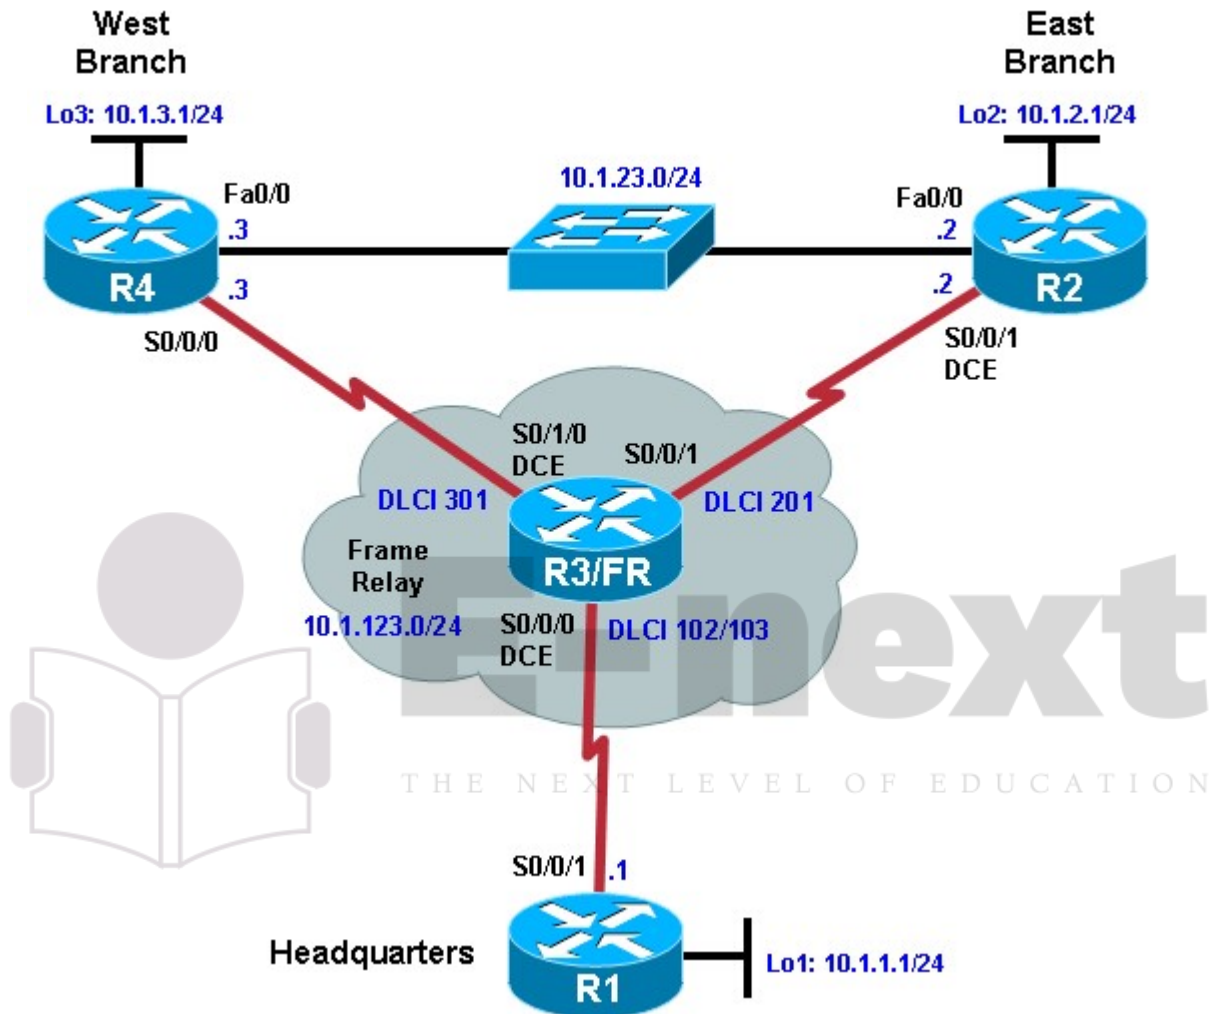 West
Branch
East
Branch
Lo3: 10.1.3.1/24
Lo2: 10.1.2.1/24
10.1.23.0/24
Fa0/0
Fa0/0
.3
.2
R4
.3
.2
R2
S0/0/0
S0/0/1
DCE
S0/1/0
DCE
S0/0/1
DLCI 301
DLCI 201
Frame
Relay
R3/FR
10.1.123.0/24
S0/0/0
DCE
DLCI 102/103
E-next
THE NEXT LEVEL OF EDUCATION
S0/0/1
.1
Headquarters
R1
Lo1: 10.1.1.1/24